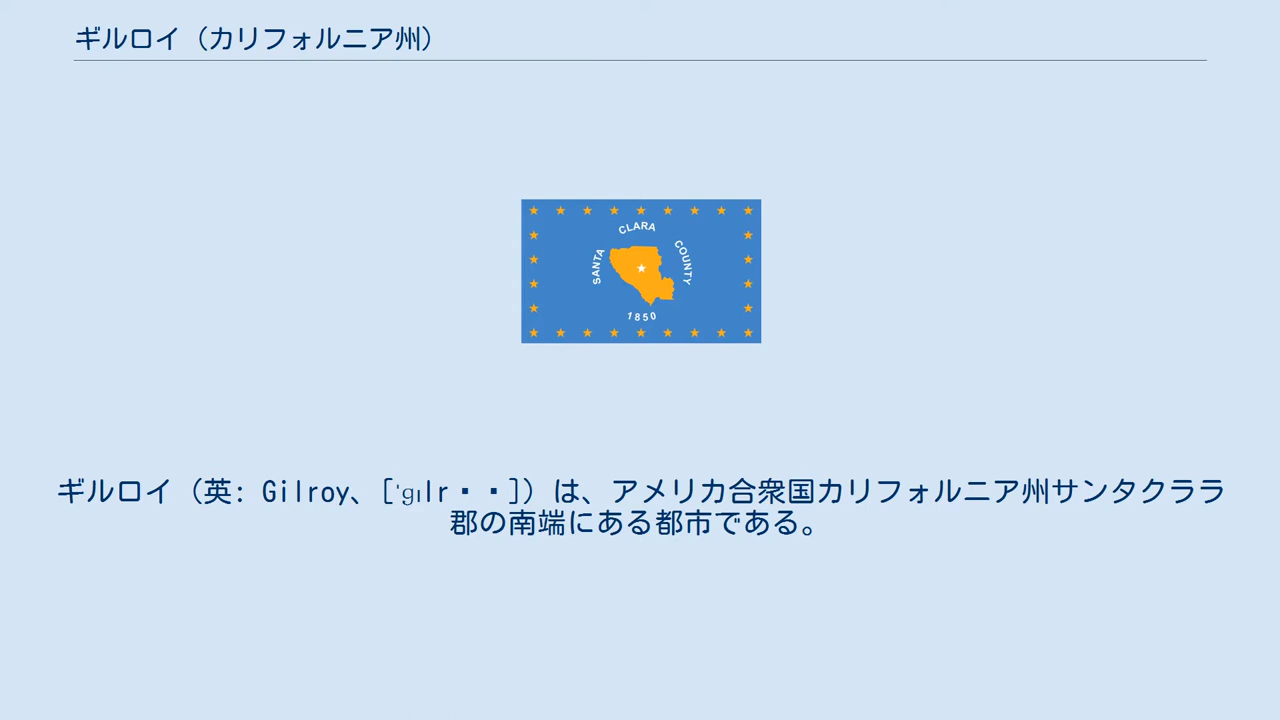 ギルロイ（カリフォルニア州）
CLARA
SANTA
COUNTY
1850
ギルロイ（英: Gilroy、[ˈɡɪlr▪▪]）は、アメリカ合衆国カリフォルニア州サンタクララ
郡の南端にある都市である。